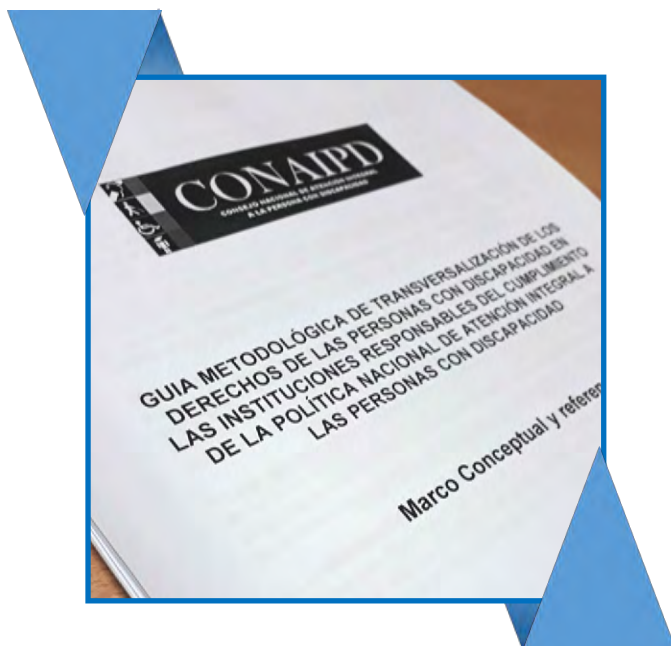 CONAIPD
CONSEJO NACIONAL DE ATENCIÓN INTEGRAL
A LA PERSONA CON DISCAPACIDAD
GUIA METODOLÓGICA DE TRANSVERSALIZACIÓN DE LOS
DERECHOS DE LAS PERSONAS CON DISCAPACIDAD EN
LAS INSTITUCIONES RESPONSABLES DEL CUMPLIMIENTO
DE LA POLÍTICA NACIONAL DE ATENCIÓN INTEGRAL A
LAS PERSONAS CON DISCAPACIDAD
Marco Conceptual y